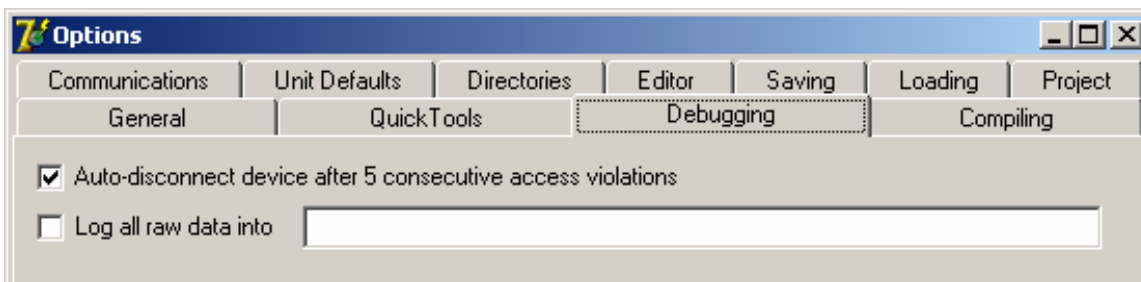 Options
Communications Unit Defaults Directories Editor Saving Loading Project
General QuickTools Debugging Compiling
Auto-disconnect device after 5 consecutive access violations
Log all raw data into